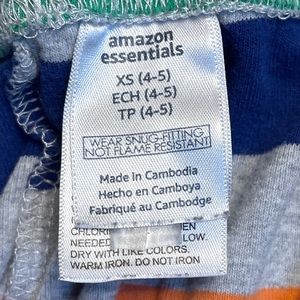 amazon
essentials
XS (4-5)
ECH (4-5)
TP (4-5)
WEAR SNUG-FITTING
NOT FLAME RESISTANT
Made in Cambodia
Hecho en Camboya
Fabriqué au Cambodge
NEEDED LOW.
DRY WITH LIKE COLORS.
WARM IRON. DO NOT IRON